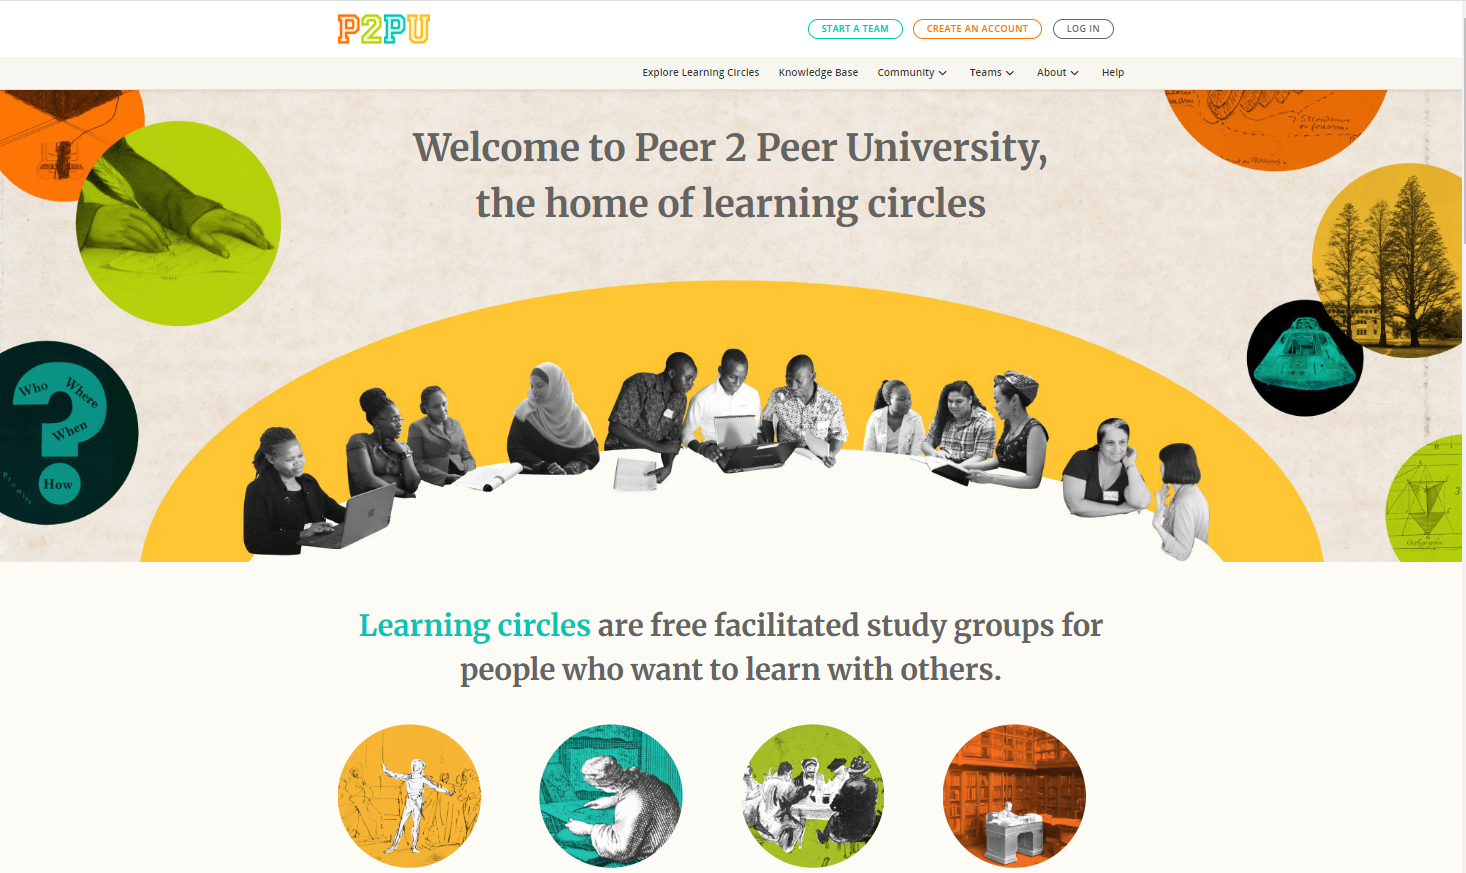 P2PU
START A TEAM
CREATE AN ACCOUNT
LOG IN
Explore Learning Circles
Knowledge Base
Community
Teams
About
Help
Welcome to Peer 2 Peer University,
the home of learning circles
Who
Where
When
How
Learning circles are free facilitated study groups for
people who want to learn with others.